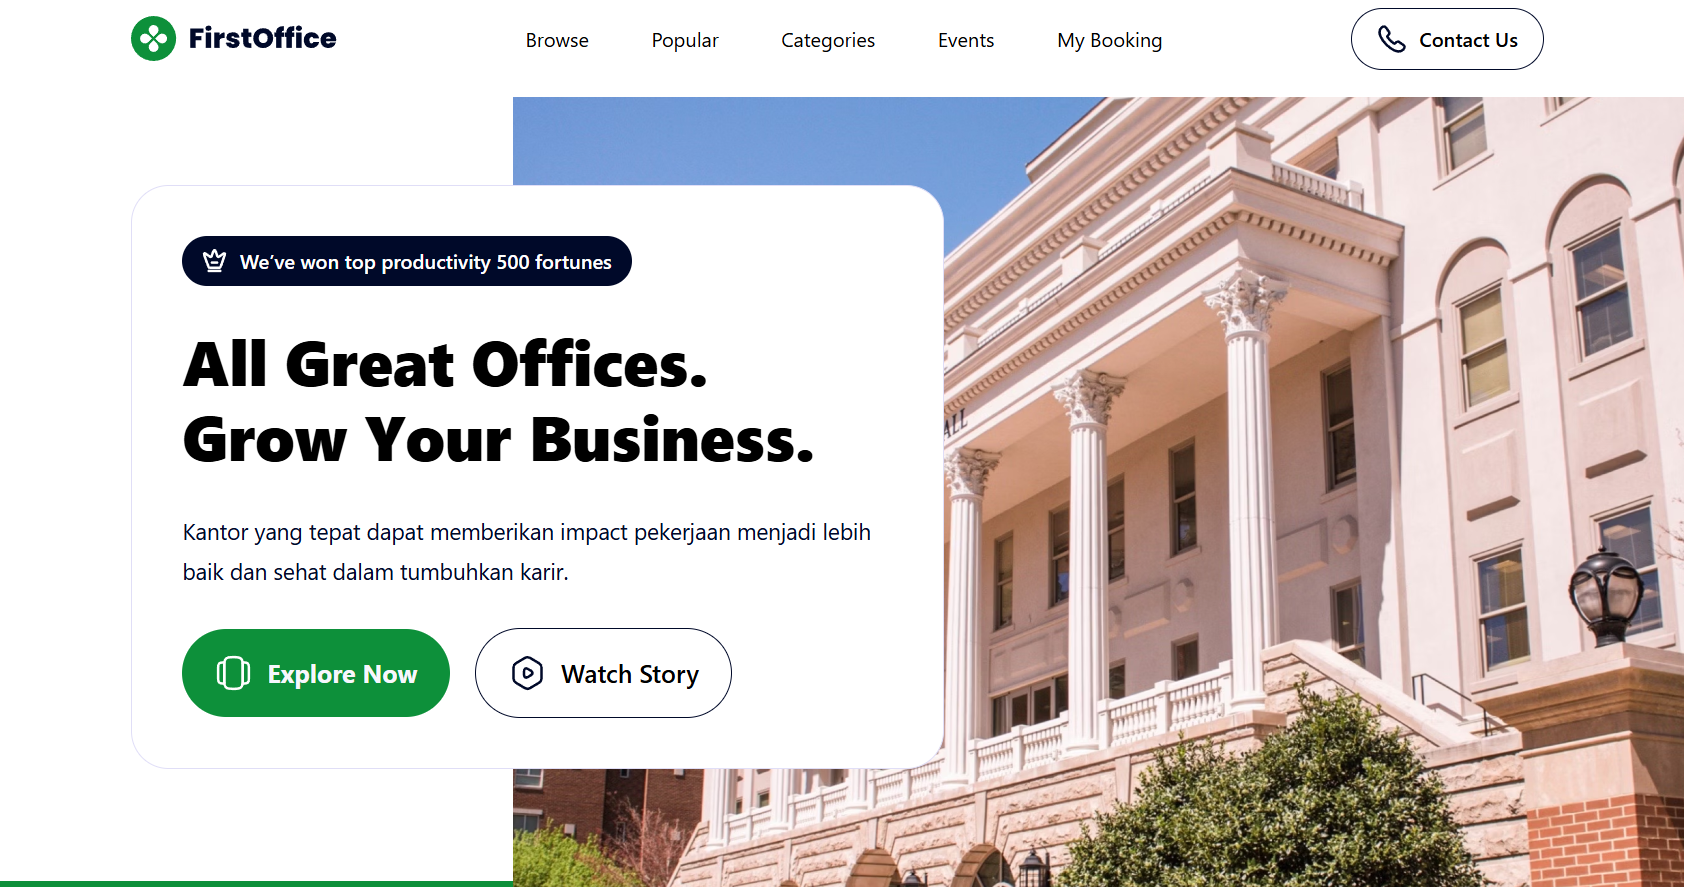 FirstOffice
Browse
Popular
Categories
Events
My Booking
Contact Us
We’ve won top productivity 500 fortunes
All Great Offices.
Grow Your Business.
Kantor yang tepat dapat memberikan impact pekerjaan menjadi lebih
baik dan sehat dalam tumbuhkan karir.
Explore Now
Watch Story
ALL